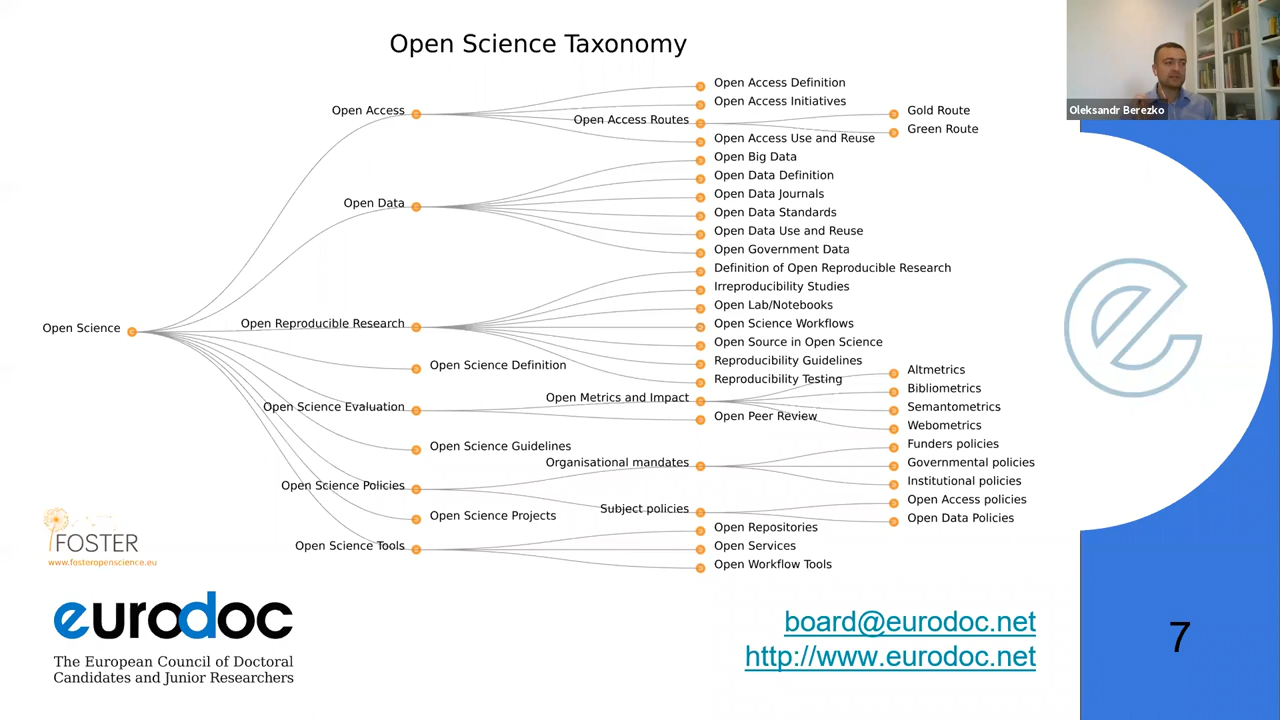 Open Science Taxonomy
Oleksandr Berezko
Open Science
Open Access
Open Access Definition
Open Access Initiatives
Open Access Routes
Gold Route
Green Route
Open Access Use and Reuse
Open Data
Open Big Data
Open Data Definition
Open Data Journals
Open Data Standards
Open Data Use and Reuse
Open Government Data
Open Reproducible Research
Definition of Open Reproducible Research
Irreproducibility Studies
Open Lab/Notebooks
Open Science Workflows
Open Source in Open Science
Reproducibility Guidelines
Reproducibility Testing
Open Science Definition
Open Science Evaluation
Open Metrics and Impact
Altmetrics
Bibliometrics
Semantometrics
Webometrics
Open Peer Review
Open Science Guidelines
Open Science Policies
Organisational mandates
Funders policies
Governmental policies
Institutional policies
Subject policies
Open Access policies
Open Data Policies
Open Science Projects
Open Science Tools
Open Repositories
Open Services
Open Workflow Tools
FOSTER
www.fosteropenscience.eu
eurodoc
The European Council of Doctoral
Candidates and Junior Researchers
board@eurodoc.net
http://www.eurodoc.net
7